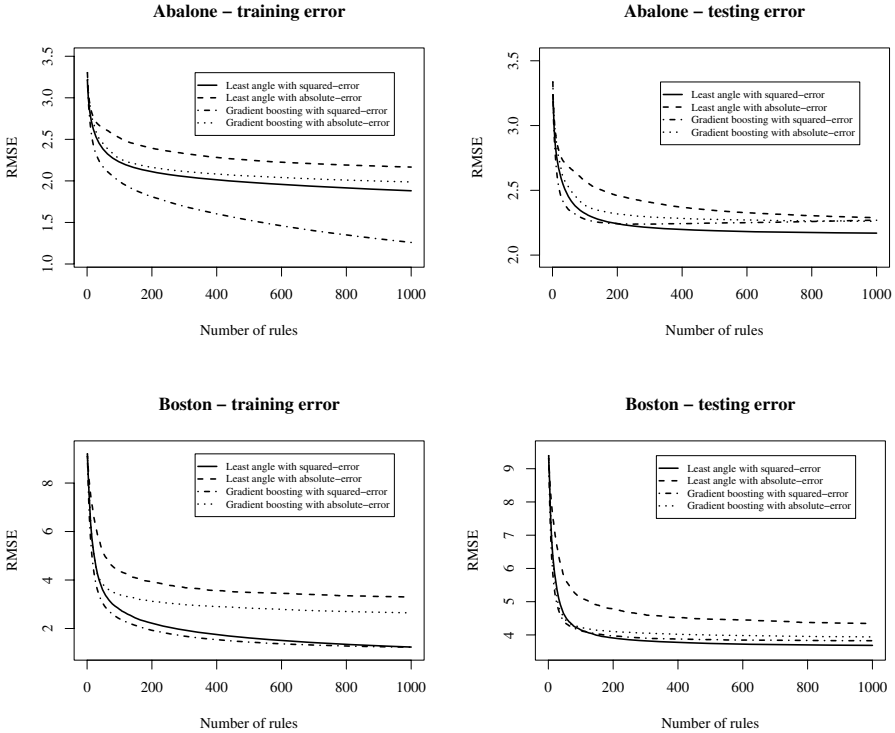 Abalone − training error
RMSE
3.5
3.0
2.5
2.0
1.5
1.0
Least angle with squared−error
Least angle with absolute−error
Gradient boosting with squared−error
Gradient boosting with absolute−error
0 200 400 600 800 1000
Number of rules
Abalone − testing error
RMSE
3.5
3.0
2.5
2.0
Least angle with squared−error
Least angle with absolute−error
Gradient boosting with squared−error
Gradient boosting with absolute−error
0 200 400 600 800 1000
Number of rules
Boston − training error
RMSE
8
6
4
2
Least angle with squared−error
Least angle with absolute−error
Gradient boosting with squared−error
Gradient boosting with absolute−error
0 200 400 600 800 1000
Number of rules
Boston − testing error
RMSE
9
8
7
6
5
4
Least angle with squared−error
Least angle with absolute−error
Gradient boosting with squared−error
Gradient boosting with absolute−error
0 200 400 600 800 1000
Number of rules